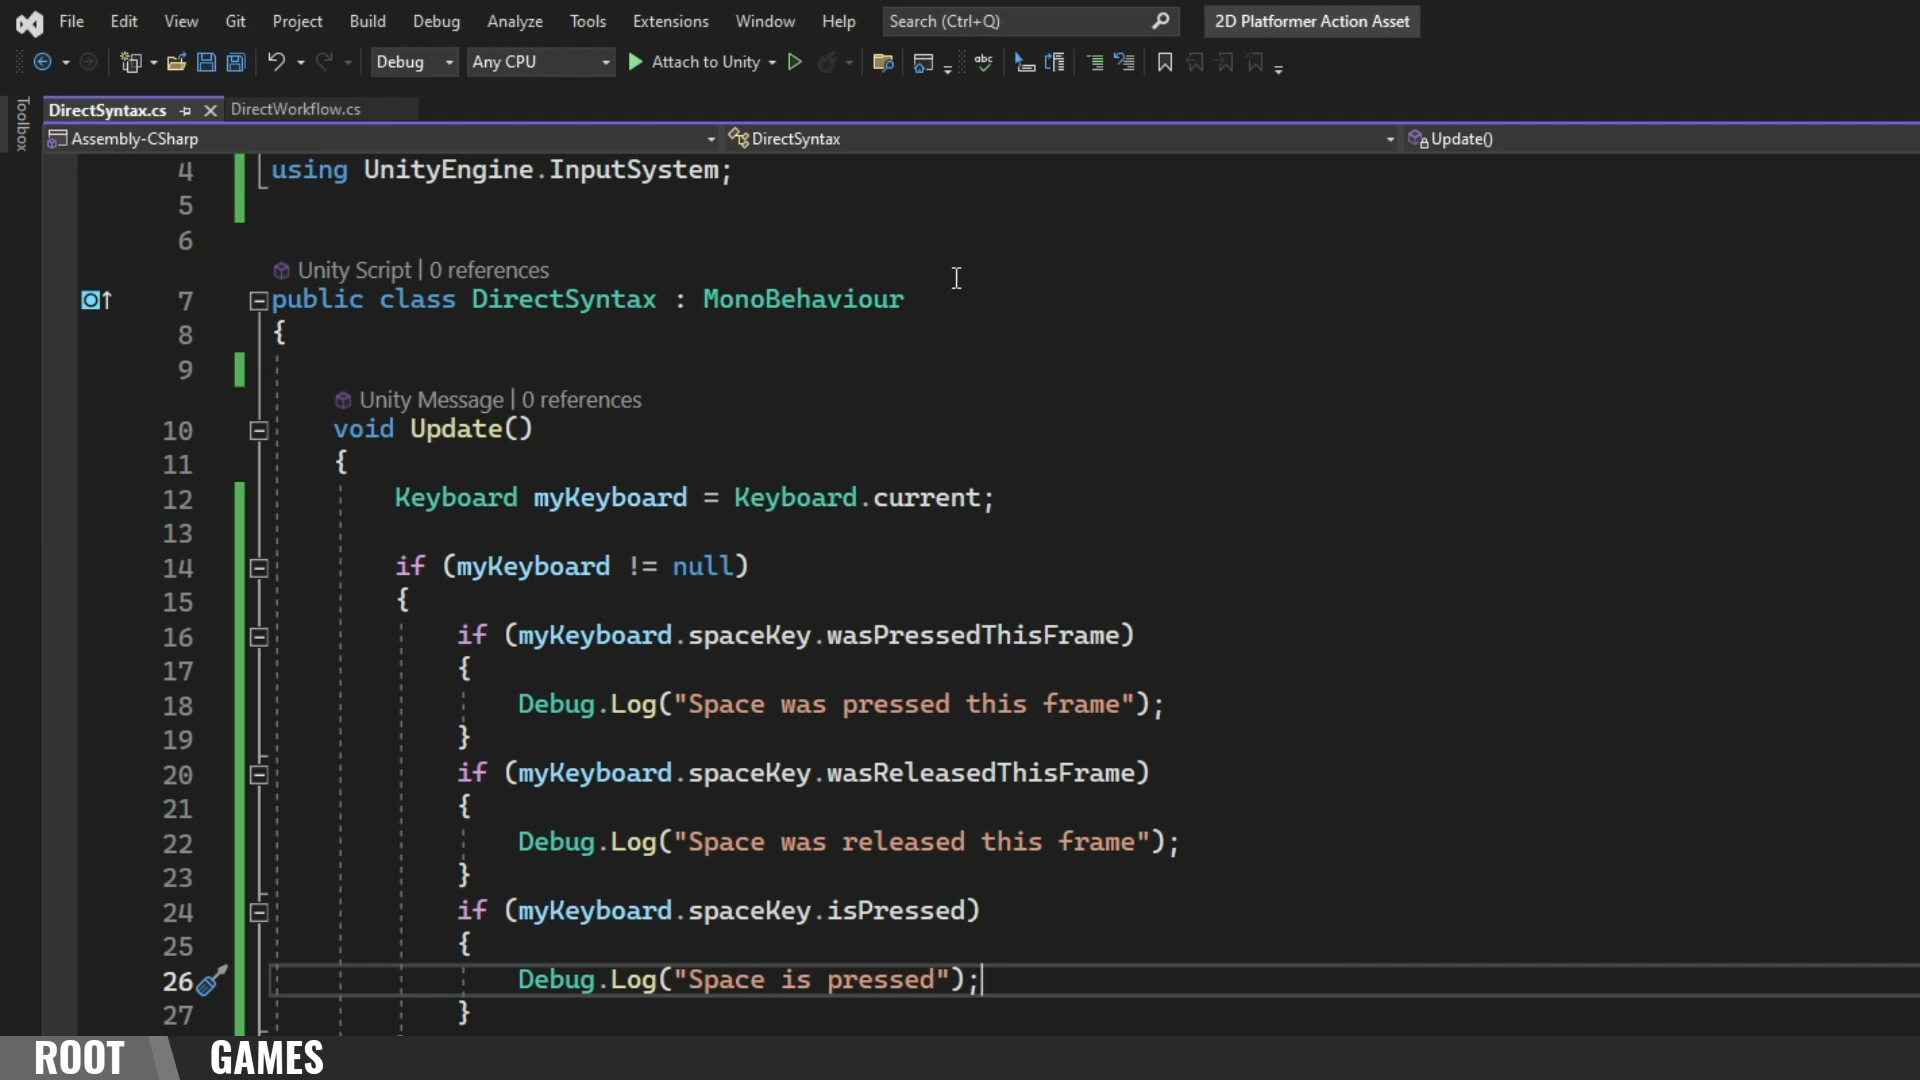 File Edit View Git Project Build Debug Analyze Tools Extensions Window Help Search (Ctrl+Q) 2D Platformer Action Asset
Debug Any CPU Attach to Unity abc
Toolbox
DirectSyntax.cs DirectWorkflow.cs
Assembly-CSharp DirectSyntax Update()
4 using UnityEngine.InputSystem;
5
6
Unity Script | 0 references
7 public class DirectSyntax : MonoBehaviour
8 {
9
Unity Message | 0 references
10 void Update()
11 {
12 Keyboard myKeyboard = Keyboard.current;
13
14 if (myKeyboard != null)
15 {
16 if (myKeyboard.spaceKey.wasPressedThisFrame)
17 {
18 Debug.Log("Space was pressed this frame");
19 }
20 if (myKeyboard.spaceKey.wasReleasedThisFrame)
21 {
22 Debug.Log("Space was released this frame");
23 }
24 if (myKeyboard.spaceKey.isPressed)
25 {
26 Debug.Log("Space is pressed");
27 }
ROOT GAMES